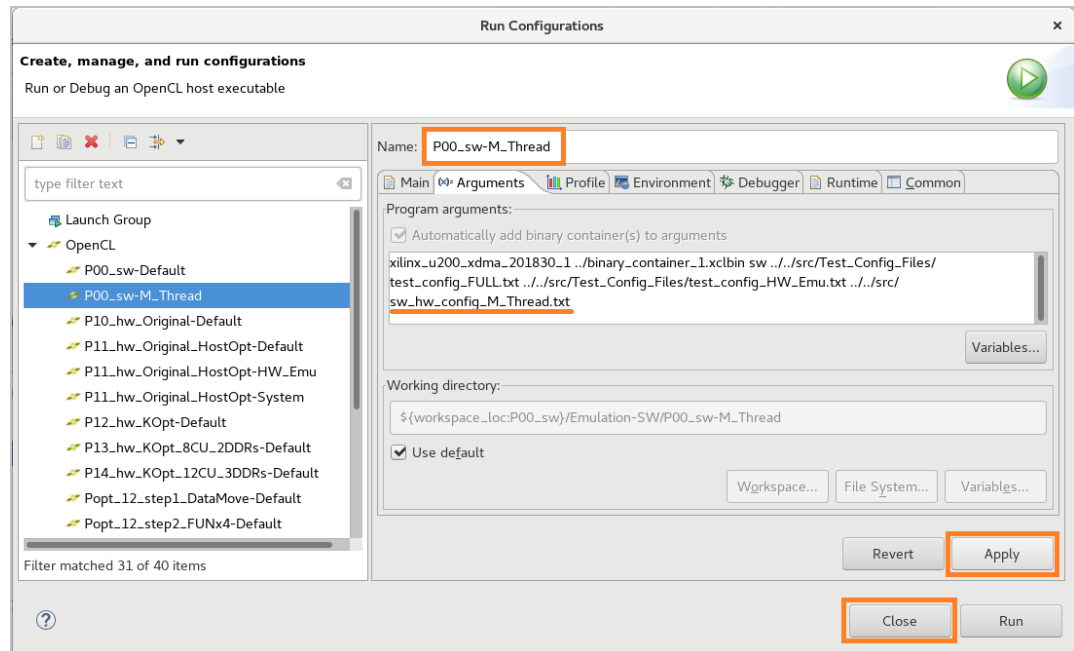 Run Configurations
Create, manage, and run configurations
Run or Debug an OpenCL host executable
type filter text
Launch Group
OpenCL
P00_sw-Default
P00_sw-M_Thread
P10_hw_Original-Default
P11_hw_Original_HostOpt-Default
P11_hw_Original_HostOpt-HW_Emu
P11_hw_Original_HostOpt-System
P12_hw_KOpt-Default
P13_hw_KOpt_8CU_2DDRs-Default
P14_hw_KOpt_12CU_3DDRs-Default
Popt_12_step1_DataMove-Default
Popt_12_step2_FUNx4-Default
Filter matched 31 of 40 items
Name: P00_sw-M_Thread
Main Arguments Profile Environment Debugger Runtime Common
Program arguments:
Automatically add binary container(s) to arguments
xilinx_u200_xdma_201830_1 ../binary_container_1.xclbin sw ../../src/Test_Config_Files/
test_config_FULL.txt ../../src/Test_Config_Files/test_config_HW_Emu.txt ../../src/
sw_hw_config_M_Thread.txt
Variables...
Working directory:
${workspace_loc:P00_sw}/Emulation-SW/P00_sw-M_Thread
Use default
Workspace... File System... Variables...
Revert Apply
Close Run